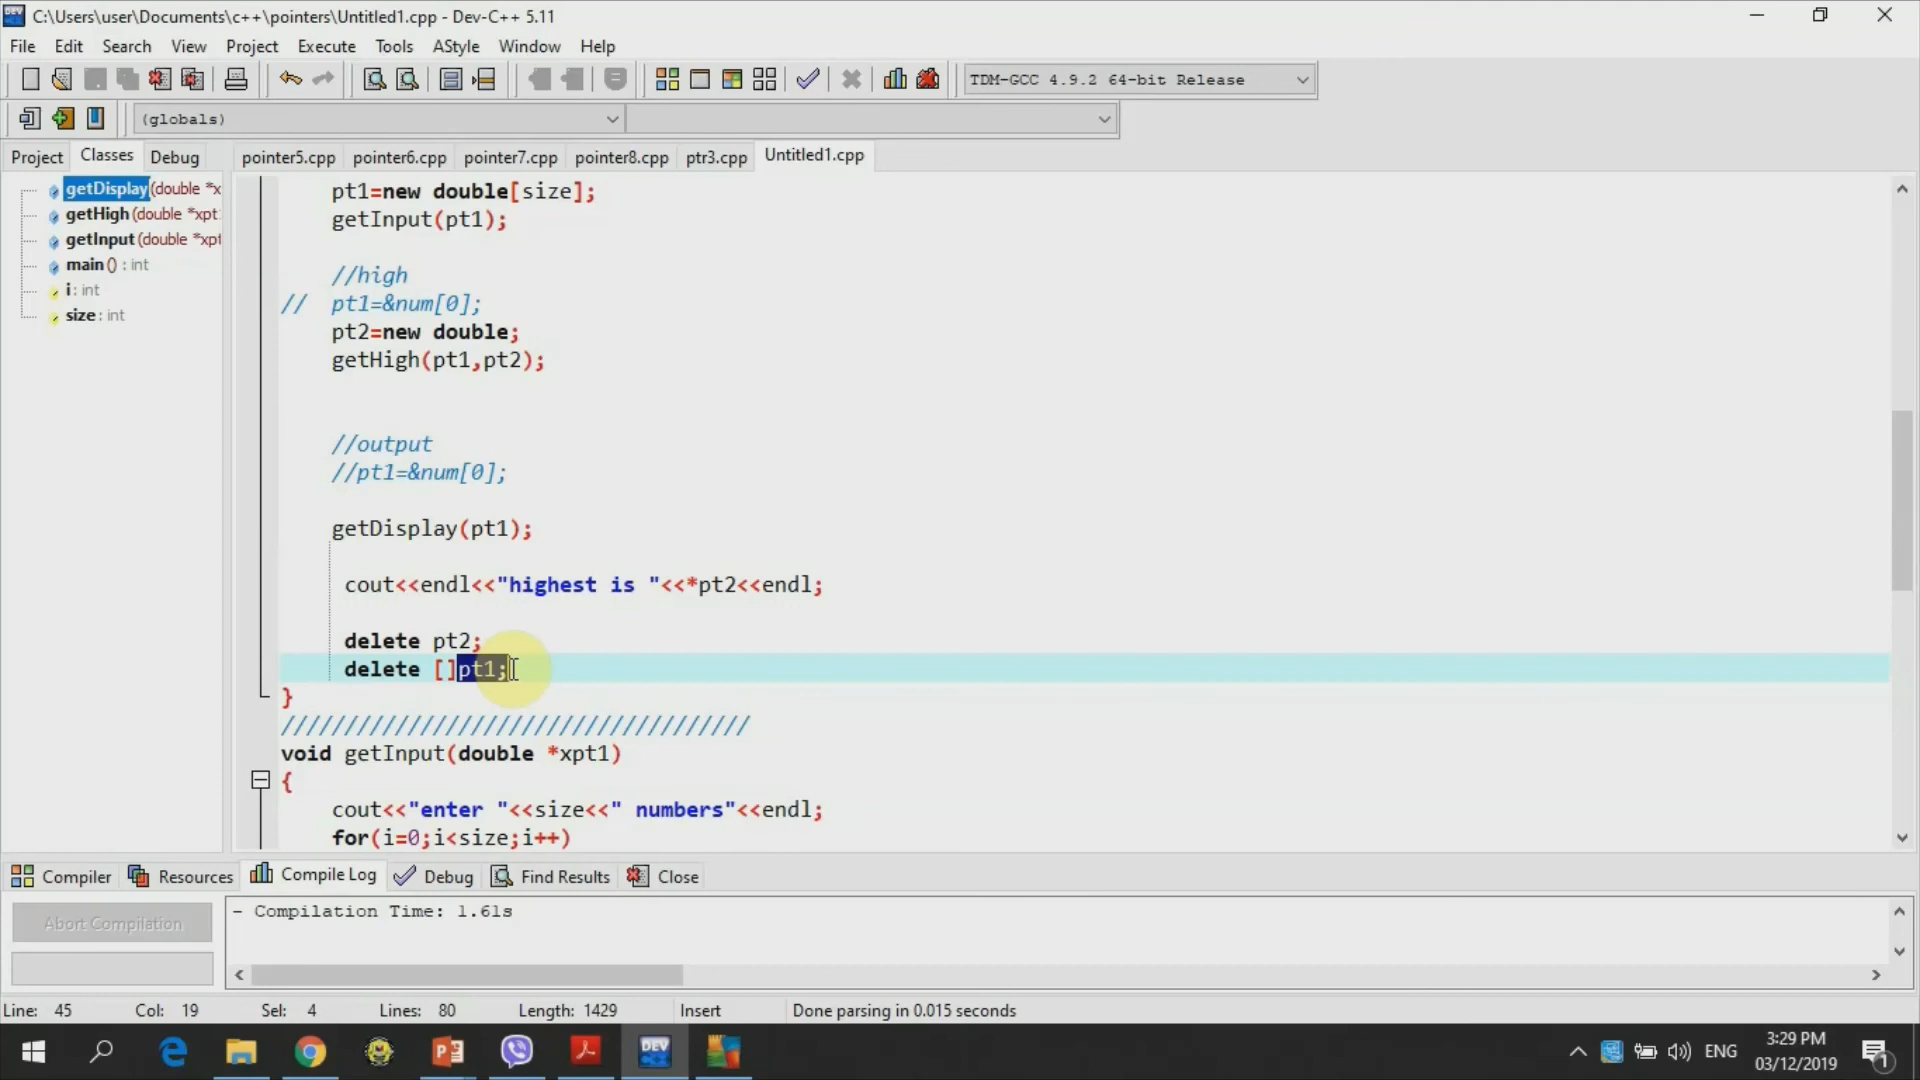 C:\Users\user\Documents\c++\pointers\Untitled1.cpp - Dev-C++ 5.11
File Edit Search View Project Execute Tools AStyle Window Help
TDM-GCC 4.9.2 64-bit Release
(globals)
Project Classes Debug
pointer5.cpp pointer6.cpp pointer7.cpp pointer8.cpp ptr3.cpp Untitled1.cpp
getDisplay (double *x
getHigh (double *xpt
getInput (double *xpt
main () : int
i : int
size : int
pt1=new double[size];
getInput(pt1);
//high
// pt1=&num[0];
pt2=new double;
getHigh(pt1,pt2);
//output
//pt1=&num[0];
getDisplay(pt1);
cout<<endl<<"highest is "<<*pt2<<endl;
delete pt2;
delete []pt1;
}
/////////////////////////////////////
void getInput(double *xpt1)
{
cout<<"enter "<<size<<" numbers"<<endl;
for(i=0;i<size;i++)
Compiler Resources Compile Log Debug Find Results Close
Abort Compilation
- Compilation Time: 1.61s
Line: 45 Col: 19 Sel: 4 Lines: 80 Length: 1429 Insert Done parsing in 0.015 seconds
DEV
ENG
3:29 PM
03/12/2019
1